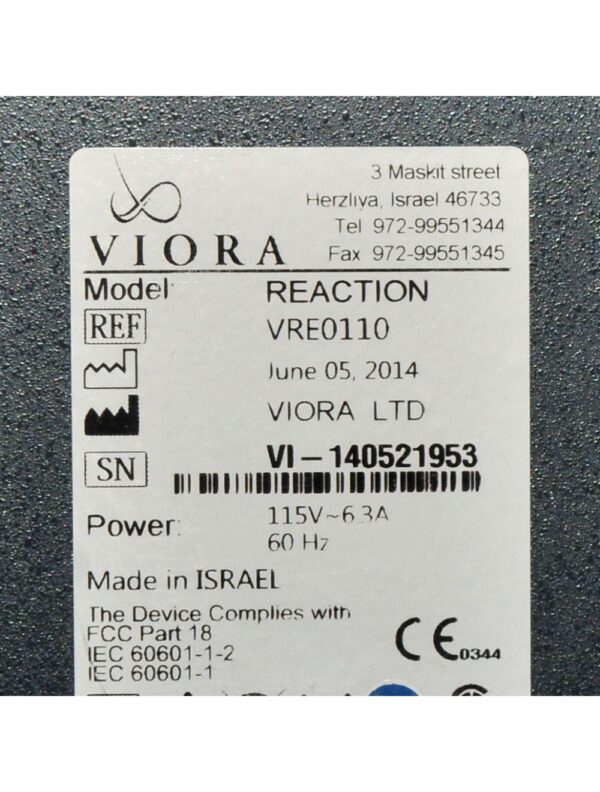 3 Maskit street
Herzliya, Israel 46733
Tel 972-99551344
VIORA
Fax 972-99551345
Model: REACTION
REF VRE0110
June 05, 2014
VIORA LTD
SN VI-140521953
Power: 115V~6.3A
60 Hz
Made in ISRAEL
The Device Complies with
FCC Part 18
IEC 60601-1-2
IEC 60601-1
CE 0344